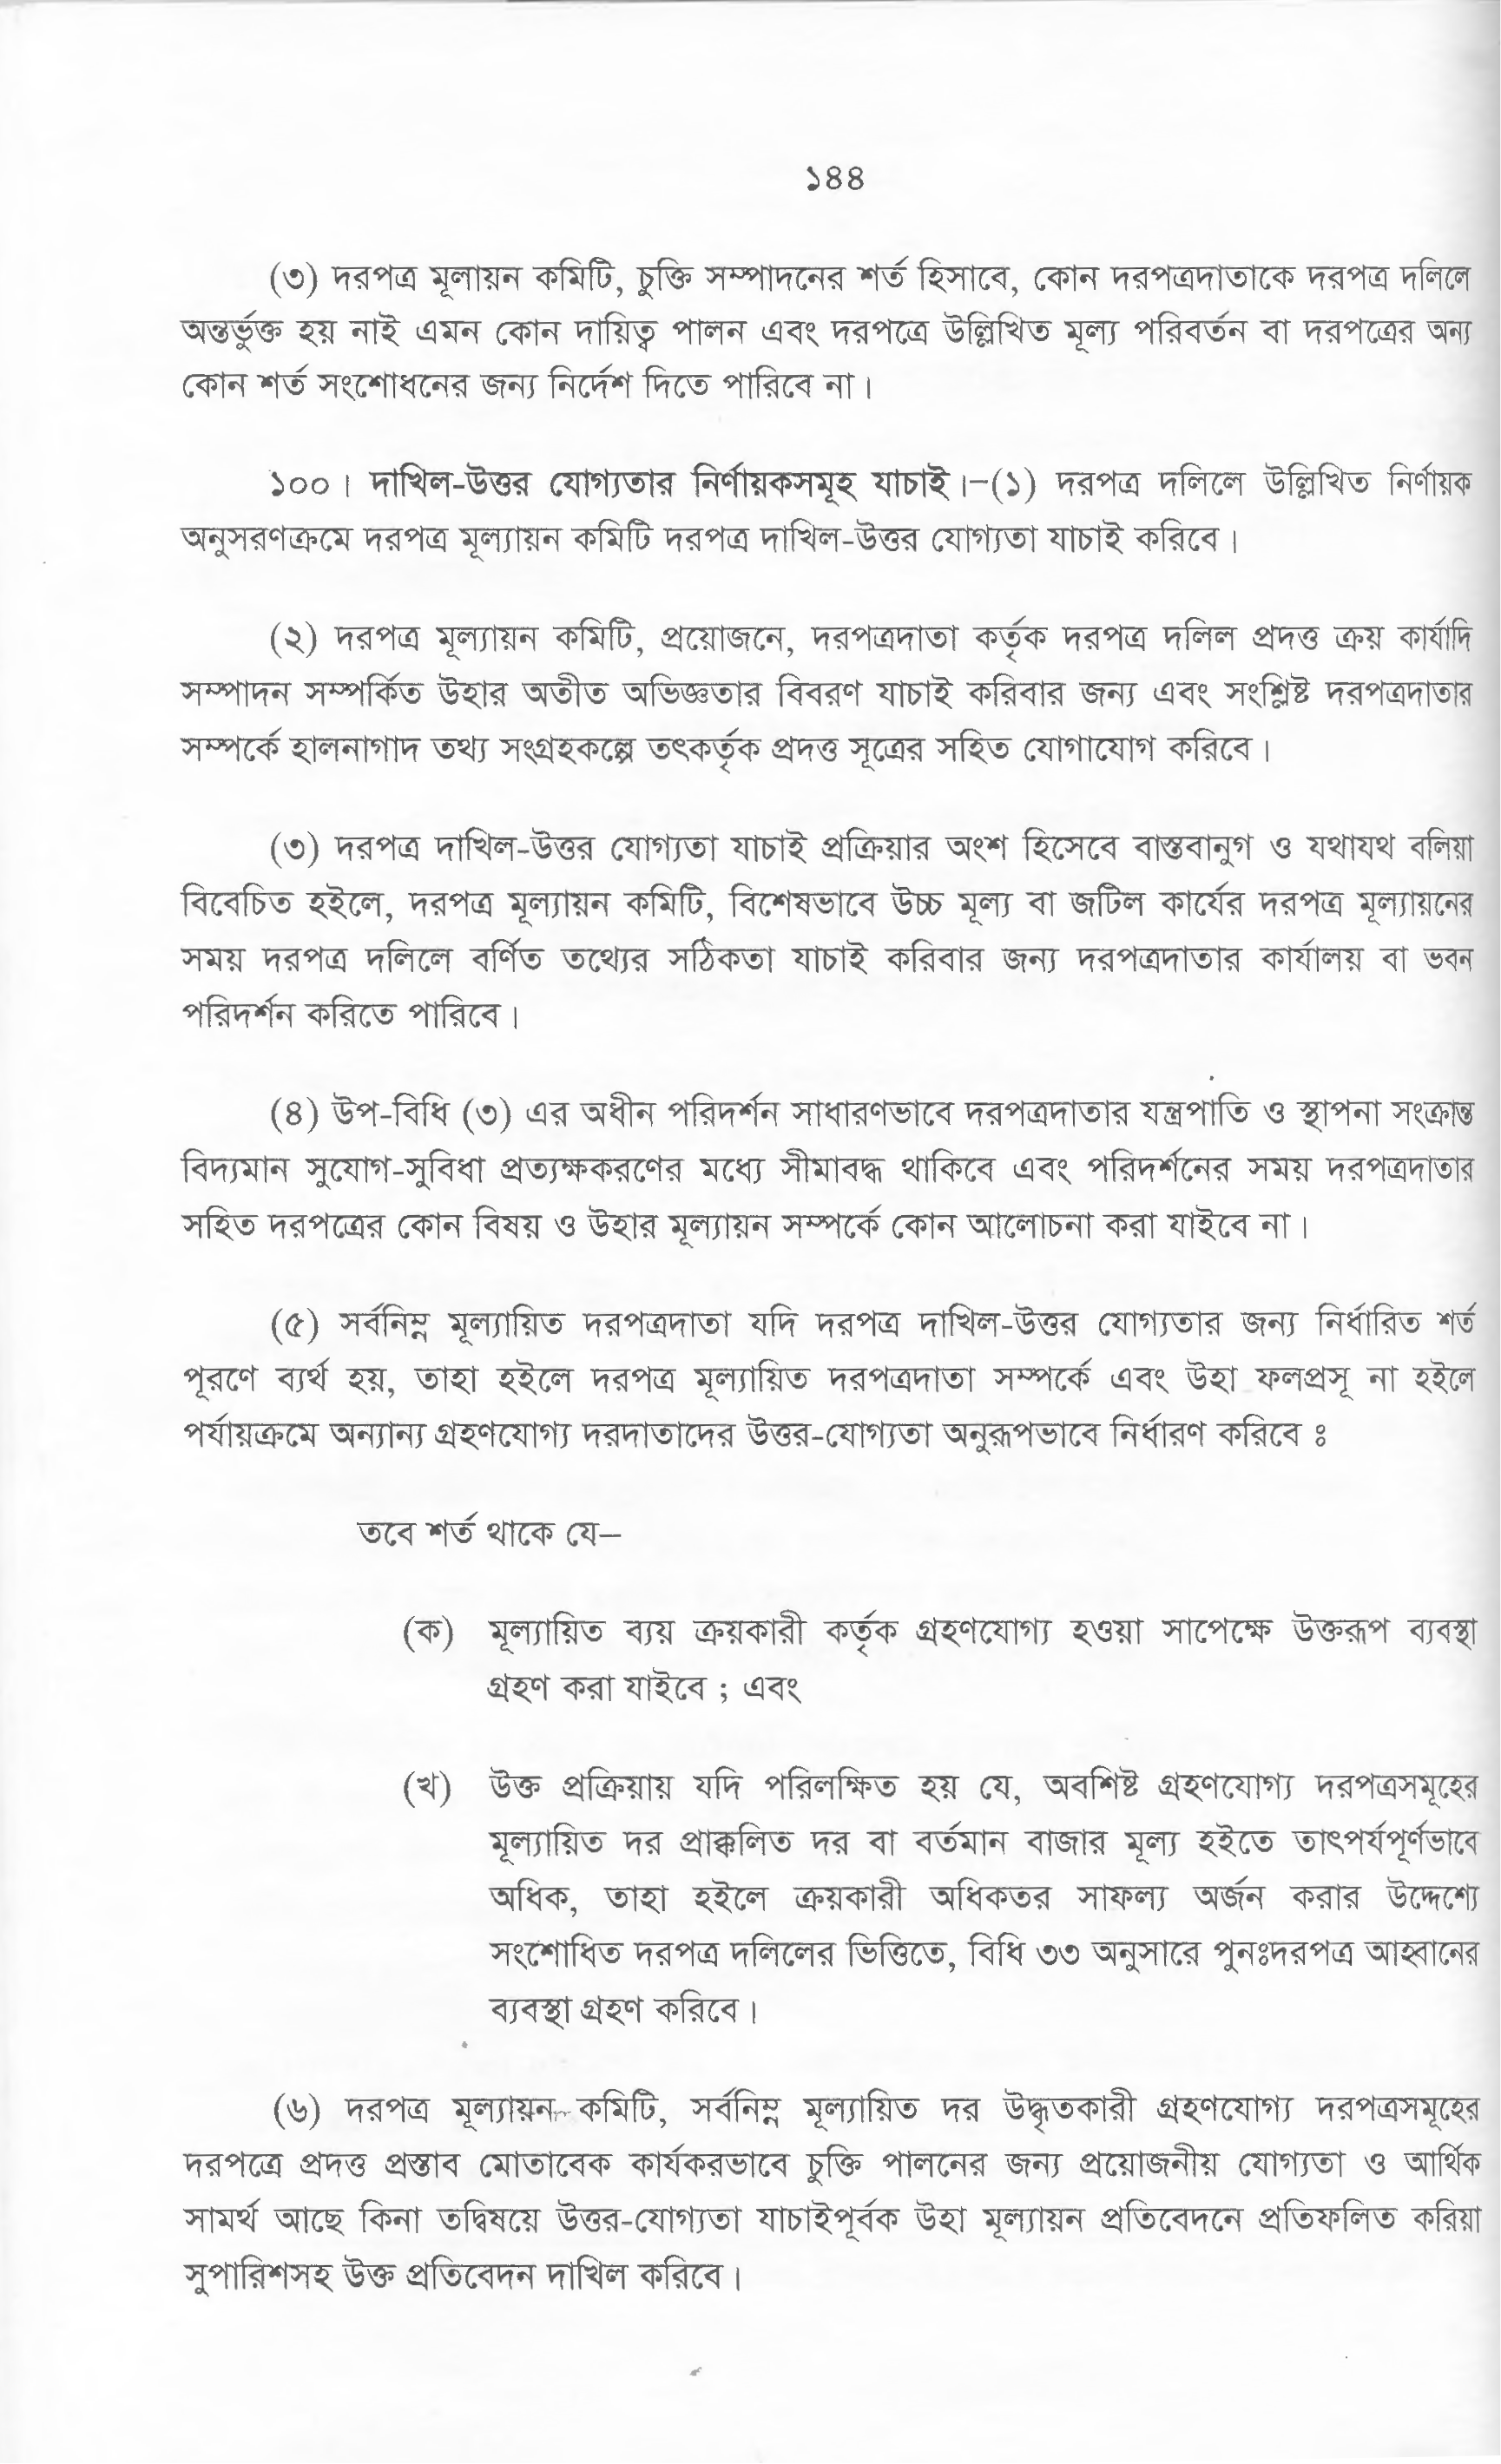 ১৪৪
(৩) দরপত্র মূলায়ন কমিটি, চুক্তি সম্পাদনের শর্ত হিসাবে, কোন দরপত্রদাতাকে দরপত্র দলিলে
অন্তর্ভুক্ত হয় নাই এমন কোন দায়িত্ব পালন এবং দরপত্রে উল্লিখিত মূল্য পরিবর্তন বা দরপত্রের অন্য
কোন শর্ত সংশোধনের জন্য নির্দেশ দিতে পারিবে না।
১০০। দাখিল-উত্তর যোগ্যতার নির্ণায়কসমূহ যাচাই।–(১) দরপত্র দলিলে উল্লিখিত নির্ণায়ক
অনুসরণক্রমে দরপত্র মূল্যায়ন কমিটি দরপত্র দাখিল-উত্তর যোগ্যতা যাচাই করিবে।
(২) দরপত্র মূল্যায়ন কমিটি, প্রয়োজনে, দরপত্রদাতা কর্তৃক দরপত্র দলিল প্রদত্ত ক্রয় কার্যাদি
সম্পাদন সম্পর্কিত উহার অতীত অভিজ্ঞতার বিবরণ যাচাই করিবার জন্য এবং সংশ্লিষ্ট দরপত্রদাতার
সম্পর্কে হালনাগাদ তথ্য সংগ্রহকল্পে তৎকর্তৃক প্রদত্ত সূত্রের সহিত যোগাযোগ করিবে।
(৩) দরপত্র দাখিল-উত্তর যোগ্যতা যাচাই প্রক্রিয়ার অংশ হিসেবে বাস্তবানুগ ও যথাযথ বলিয়া
বিবেচিত হইলে, দরপত্র মূল্যায়ন কমিটি, বিশেষভাবে উচ্চ মূল্য বা জটিল কার্যের দরপত্র মূল্যায়নের
সময় দরপত্র দলিলে বর্ণিত তথ্যের সঠিকতা যাচাই করিবার জন্য দরপত্রদাতার কার্যালয় বা ভবন
পরিদর্শন করিতে পারিবে।
(৪) উপ-বিধি (৩) এর অধীন পরিদর্শন সাধারণভাবে দরপত্রদাতার যন্ত্রপাতি ও স্থাপনা সংক্রান্ত
বিদ্যমান সুযোগ-সুবিধা প্রত্যক্ষকরণের মধ্যে সীমাবদ্ধ থাকিবে এবং পরিদর্শনের সময় দরপত্রদাতার
সহিত দরপত্রের কোন বিষয় ও উহার মূল্যায়ন সম্পর্কে কোন আলোচনা করা যাইবে না।
(৫) সর্বনিম্ন মূল্যায়িত দরপত্রদাতা যদি দরপত্র দাখিল-উত্তর যোগ্যতার জন্য নির্ধারিত শর্ত
পূরণে ব্যর্থ হয়, তাহা হইলে দরপত্র মূল্যায়িত দরপত্রদাতা সম্পর্কে এবং উহা ফলপ্রসূ না হইলে
পর্যায়ক্রমে অন্যান্য গ্রহণযোগ্য দরদাতাদের উত্তর-যোগ্যতা অনুরূপভাবে নির্ধারণ করিবে ঃ
তবে শর্ত থাকে যে–
(ক) মূল্যায়িত ব্যয় ক্রয়কারী কর্তৃক গ্রহণযোগ্য হওয়া সাপেক্ষে উক্তরূপ ব্যবস্থা
গ্রহণ করা যাইবে ; এবং
(খ) উক্ত প্রক্রিয়ায় যদি পরিলক্ষিত হয় যে, অবশিষ্ট গ্রহণযোগ্য দরপত্রসমূহের
মূল্যায়িত দর প্রাক্কলিত দর বা বর্তমান বাজার মূল্য হইতে তাৎপর্যপূর্ণভাবে
অধিক, তাহা হইলে ক্রয়কারী অধিকতর সাফল্য অর্জন করার উদ্দেশ্যে
সংশোধিত দরপত্র দলিলের ভিত্তিতে, বিধি ৩৩ অনুসারে পুনঃদরপত্র আহ্বানের
ব্যবস্থা গ্রহণ করিবে।
(৬) দরপত্র মূল্যায়ন কমিটি, সর্বনিম্ন মূল্যায়িত দর উদ্ধৃতকারী গ্রহণযোগ্য দরপত্রসমূহের
দরপত্রে প্রদত্ত প্রস্তাব মোতাবেক কার্যকরভাবে চুক্তি পালনের জন্য প্রয়োজনীয় যোগ্যতা ও আর্থিক
সামর্থ আছে কিনা তদ্বিষয়ে উত্তর-যোগ্যতা যাচাইপূর্বক উহা মূল্যায়ন প্রতিবেদনে প্রতিফলিত করিয়া
সুপারিশসহ উক্ত প্রতিবেদন দাখিল করিবে।